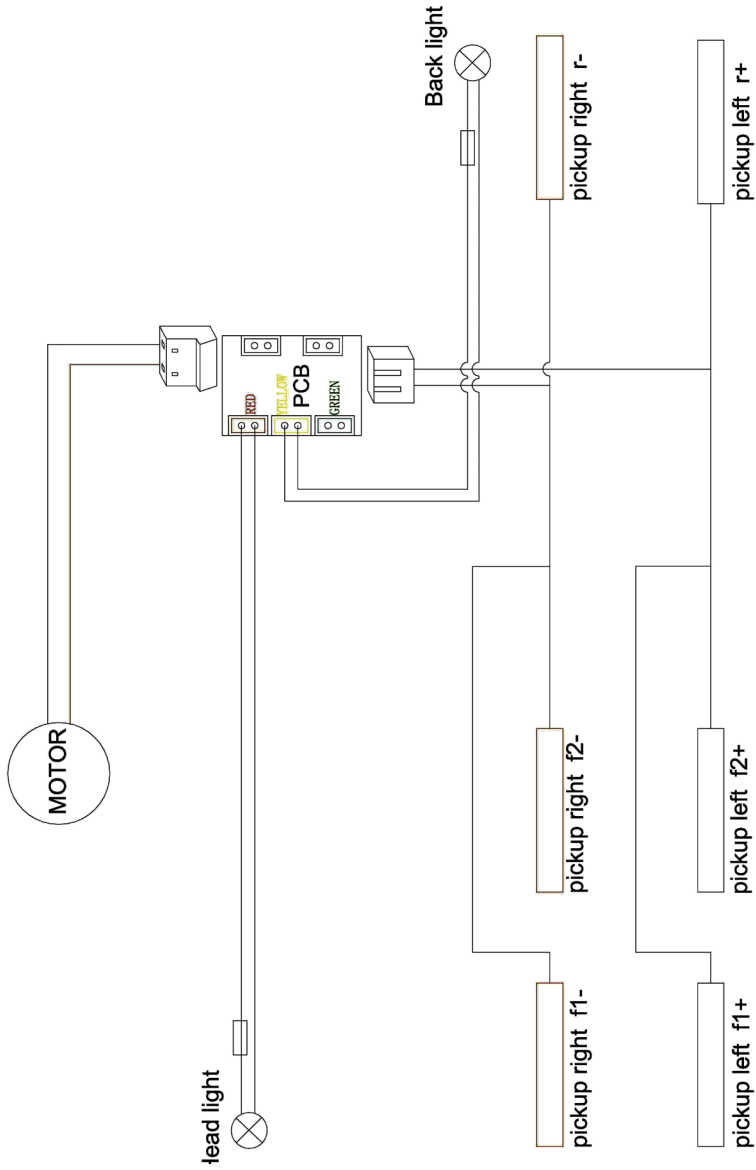 MOTOR
Head light
RED
YELLOW
GREEN
PCB
Back light
pickup right f1-
pickup right f2-
pickup right r-
pickup left f1+
pickup left f2+
pickup left r+